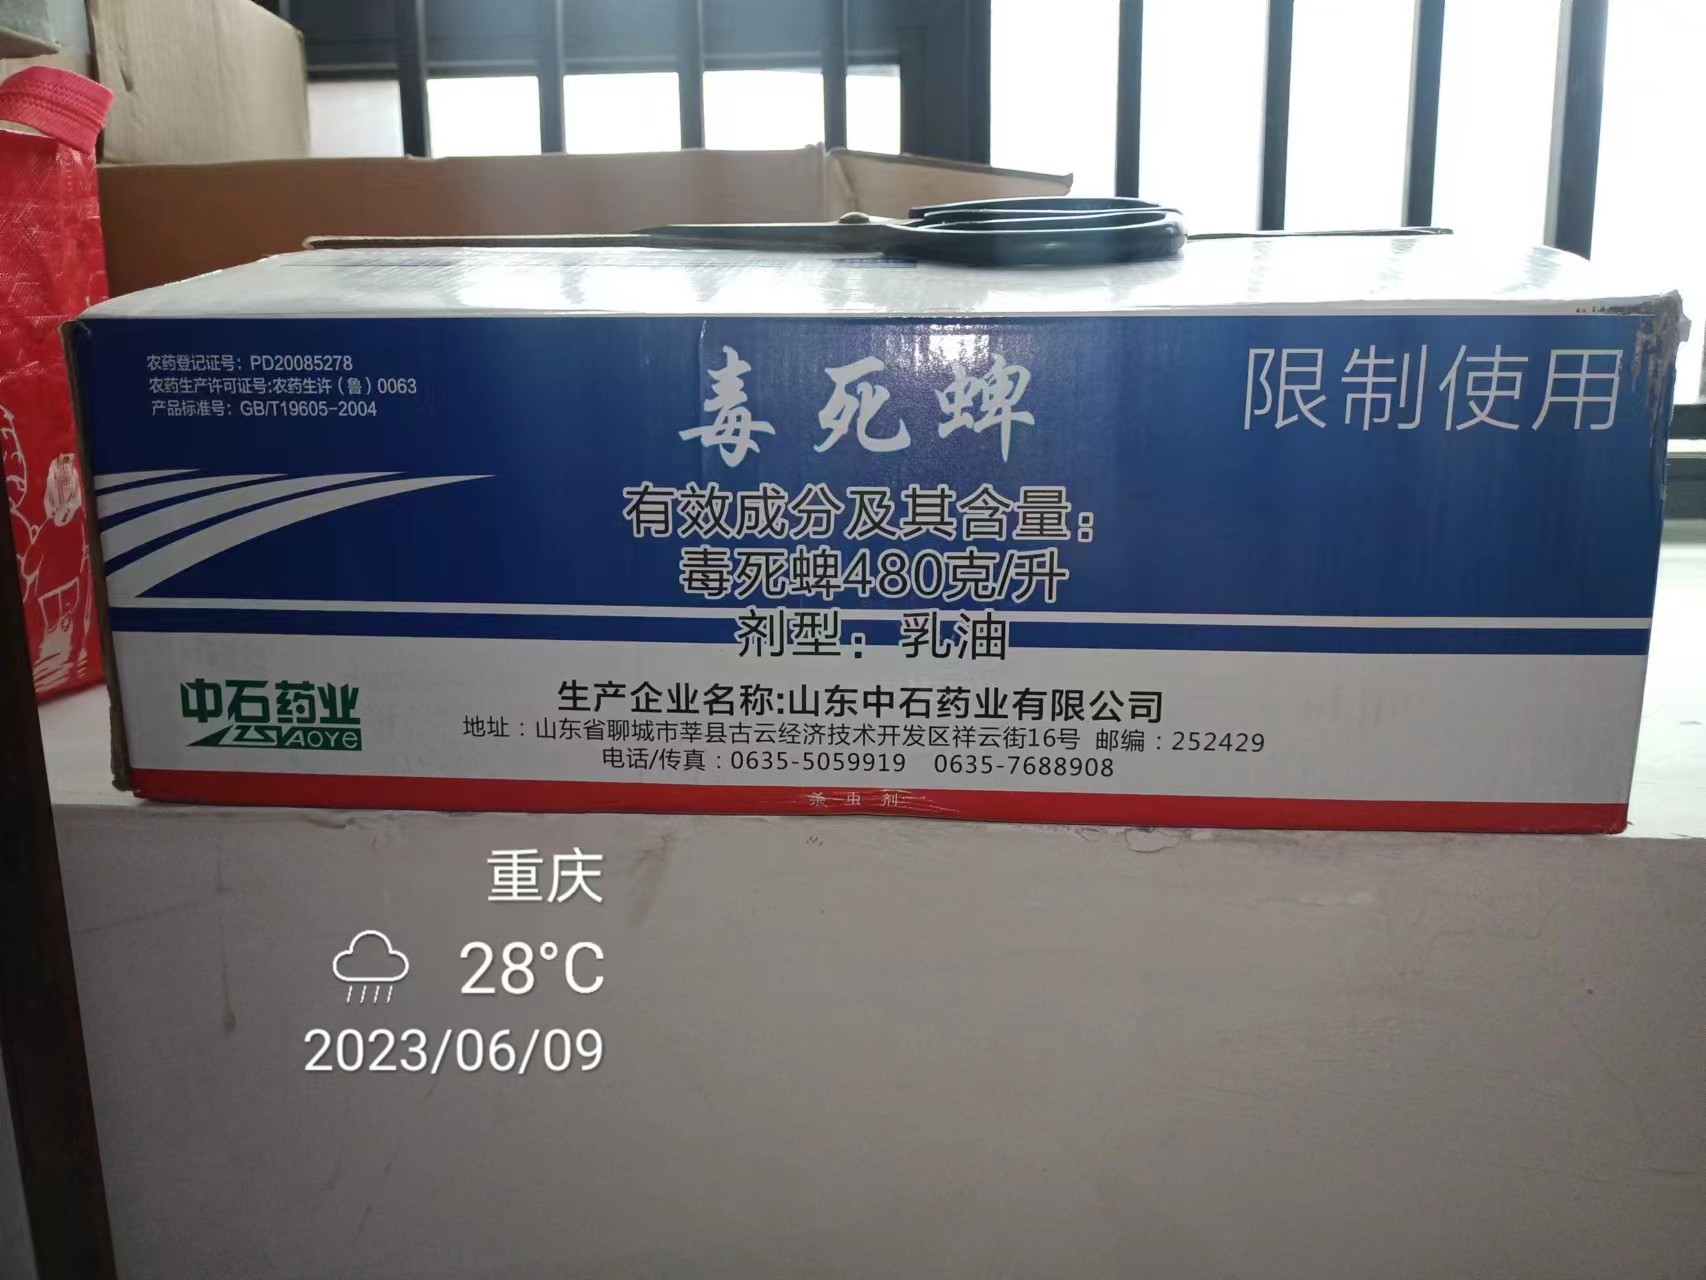 农药登记证号：PD20085278
农药生产许可证号:农药生许（鲁）0063
产品标准号：GB/T19605-2004
毒死蜱
限制使用
有效成分及其含量：
毒死蜱480克/升
剂型：乳油
中石药业
YAOYE
生产企业名称:山东中石药业有限公司
地址：山东省聊城市莘县古云经济技术开发区祥云街16号 邮编：252429
电话/传真：0635-5059919 0635-7688908
杀虫剂
重庆
28°C
2023/06/09